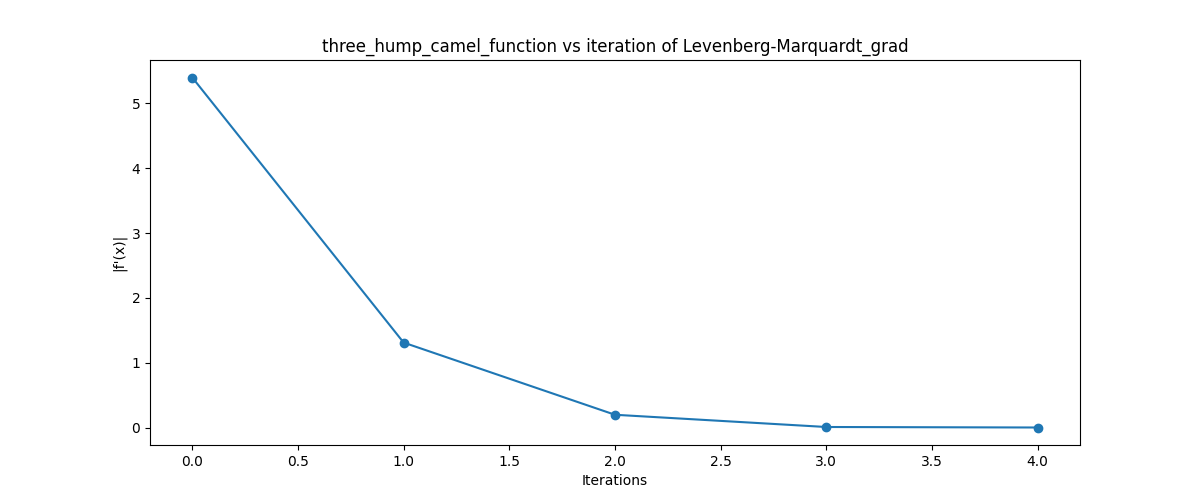 three_hump_camel_function vs iteration of Levenberg-Marquardt_grad
|f'(x)|
5
4
3
2
1
0
0.0 0.5 1.0 1.5 2.0 2.5 3.0 3.5 4.0
Iterations